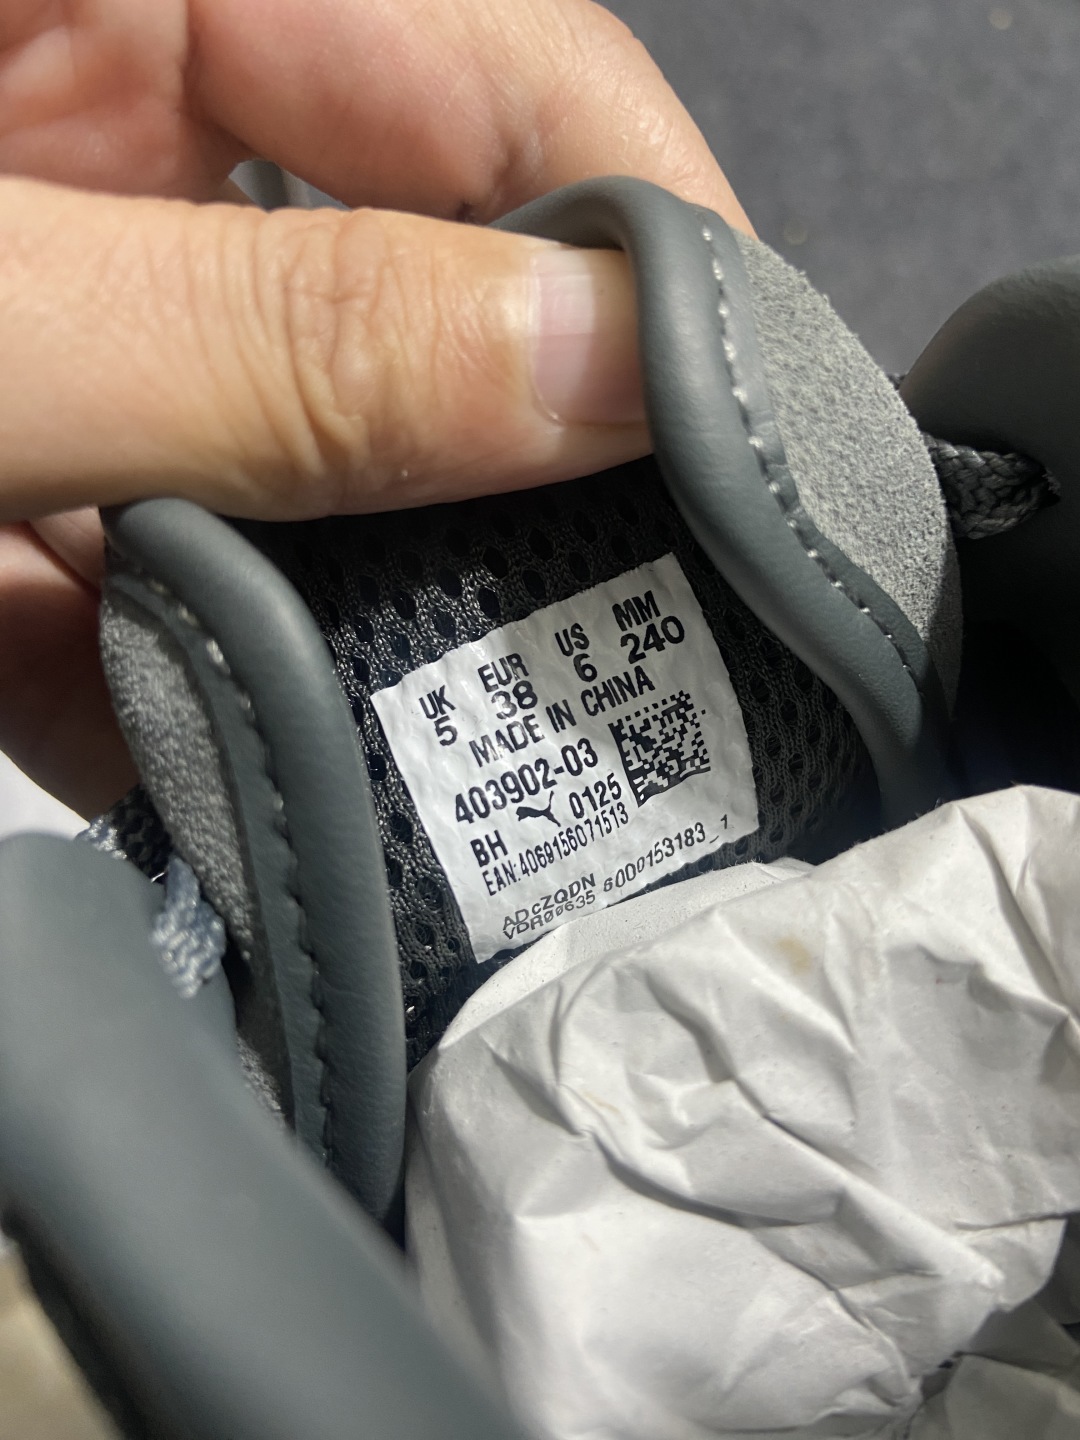 UK EUR US MM
5 38 6 240
MADE IN CHINA
403902-03
BH 0125
EAN:4069156071513
ADcZQDN
VDR00635 6000153183_1